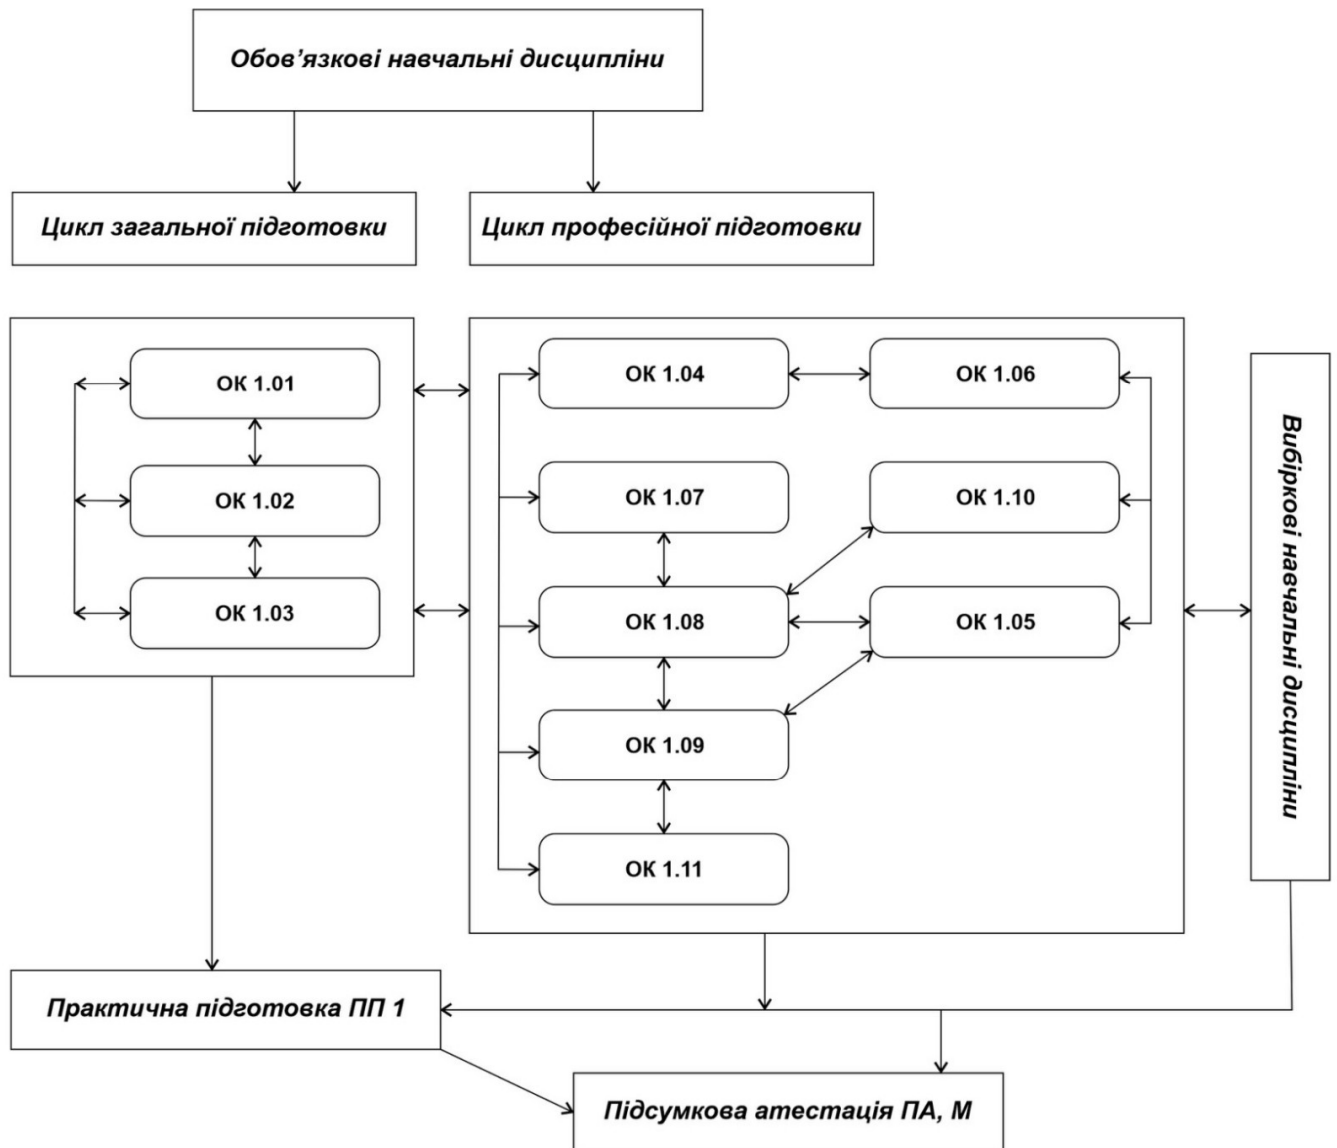 Обов’язкові навчальні дисципліни
Цикл загальної підготовки
Цикл професійної підготовки
ОК 1.01
ОК 1.02
ОК 1.03
ОК 1.04
ОК 1.06
ОК 1.07
ОК 1.10
ОК 1.08
ОК 1.05
ОК 1.09
ОК 1.11
Вибіркові навчальні дисципліни
Практична підготовка ПП 1
Підсумкова атестація ПА, М